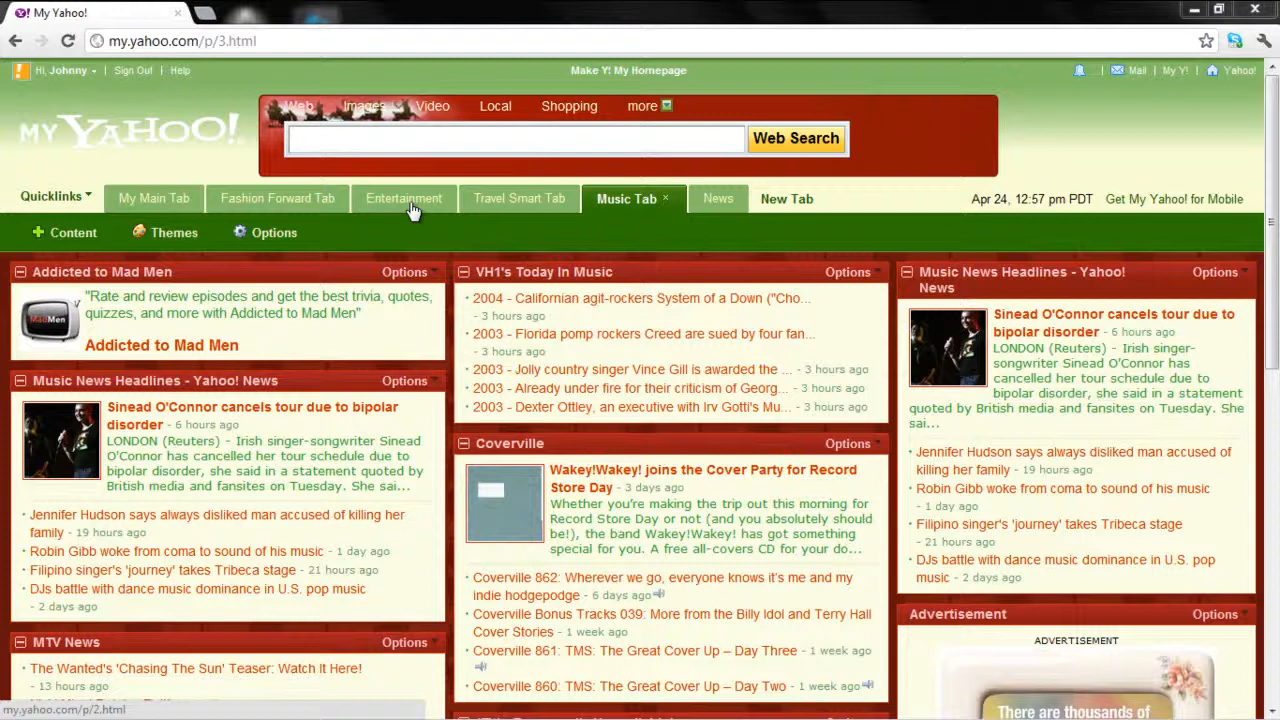 My Yahoo!
my.yahoo.com/p/3.html
Hi, Johnny | Sign Out | Help
Make Y! My Homepage
Mail | My Y! | Yahoo!
MY YAHOO!
Web Images Video Local Shopping more
Web Search
Quicklinks
My Main Tab
Fashion Forward Tab
Entertainment
Travel Smart Tab
Music Tab ×
News
New Tab
Apr 24, 12:57 pm PDT
Get My Yahoo! for Mobile
Content
Themes
Options
Addicted to Mad Men
Options
MadMen
"Rate and review episodes and get the best trivia, quotes,
quizzes, and more with Addicted to Mad Men"
Addicted to Mad Men
Music News Headlines - Yahoo! News
Options
Sinead O'Connor cancels tour due to bipolar
disorder - 6 hours ago
LONDON (Reuters) - Irish singer-songwriter Sinead
O'Connor has cancelled her tour schedule due to
bipolar disorder, she said in a statement quoted by
British media and fansites on Tuesday. She sai...
Jennifer Hudson says always disliked man accused of killing her
family - 19 hours ago
Robin Gibb woke from coma to sound of his music - 1 day ago
Filipino singer's 'journey' takes Tribeca stage - 21 hours ago
DJs battle with dance music dominance in U.S. pop music
- 2 days ago
MTV News
Options
The Wanted's 'Chasing The Sun' Teaser: Watch It Here!
- 13 hours ago
my.yahoo.com/p/2.html
VH1's Today In Music
Options
2004 - Californian agit-rockers System of a Down ("Cho...
- 3 hours ago
2003 - Florida pomp rockers Creed are sued by four fan...
- 3 hours ago
2003 - Jolly country singer Vince Gill is awarded the ... - 3 hours ago
2003 - Already under fire for their criticism of Georg... - 3 hours ago
2003 - Dexter Ottley, an executive with Irv Gotti's Mu... - 3 hours ago
Coverville
Options
Wakey!Wakey! joins the Cover Party for Record
Store Day - 3 days ago
Whether you're making the trip out this morning for
Record Store Day or not (and you absolutely should
be!), the band Wakey!Wakey! has got something
special for you. A free all-covers CD for your do...
Coverville 862: Wherever we go, everyone knows it's me and my
indie hodgepodge - 6 days ago
Coverville Bonus Tracks 039: More from the Billy Idol and Terry Hall
Cover Stories - 1 week ago
Coverville 861: TMS: The Great Cover Up – Day Three - 1 week ago
Coverville 860: TMS: The Great Cover Up – Day Two - 1 week ago
Options
Music News Headlines - Yahoo!
News
Options
Sinead O'Connor cancels tour due to
bipolar disorder - 6 hours ago
LONDON (Reuters) - Irish singer-
songwriter Sinead O'Connor has
cancelled her tour schedule due to
bipolar disorder, she said in a statement
quoted by British media and fansites on Tuesday. She
sai...
Jennifer Hudson says always disliked man accused of
killing her family - 19 hours ago
Robin Gibb woke from coma to sound of his music
- 1 day ago
Filipino singer's 'journey' takes Tribeca stage
- 21 hours ago
DJs battle with dance music dominance in U.S. pop
music - 2 days ago
Advertisement
Options
ADVERTISEMENT
There are thousands of